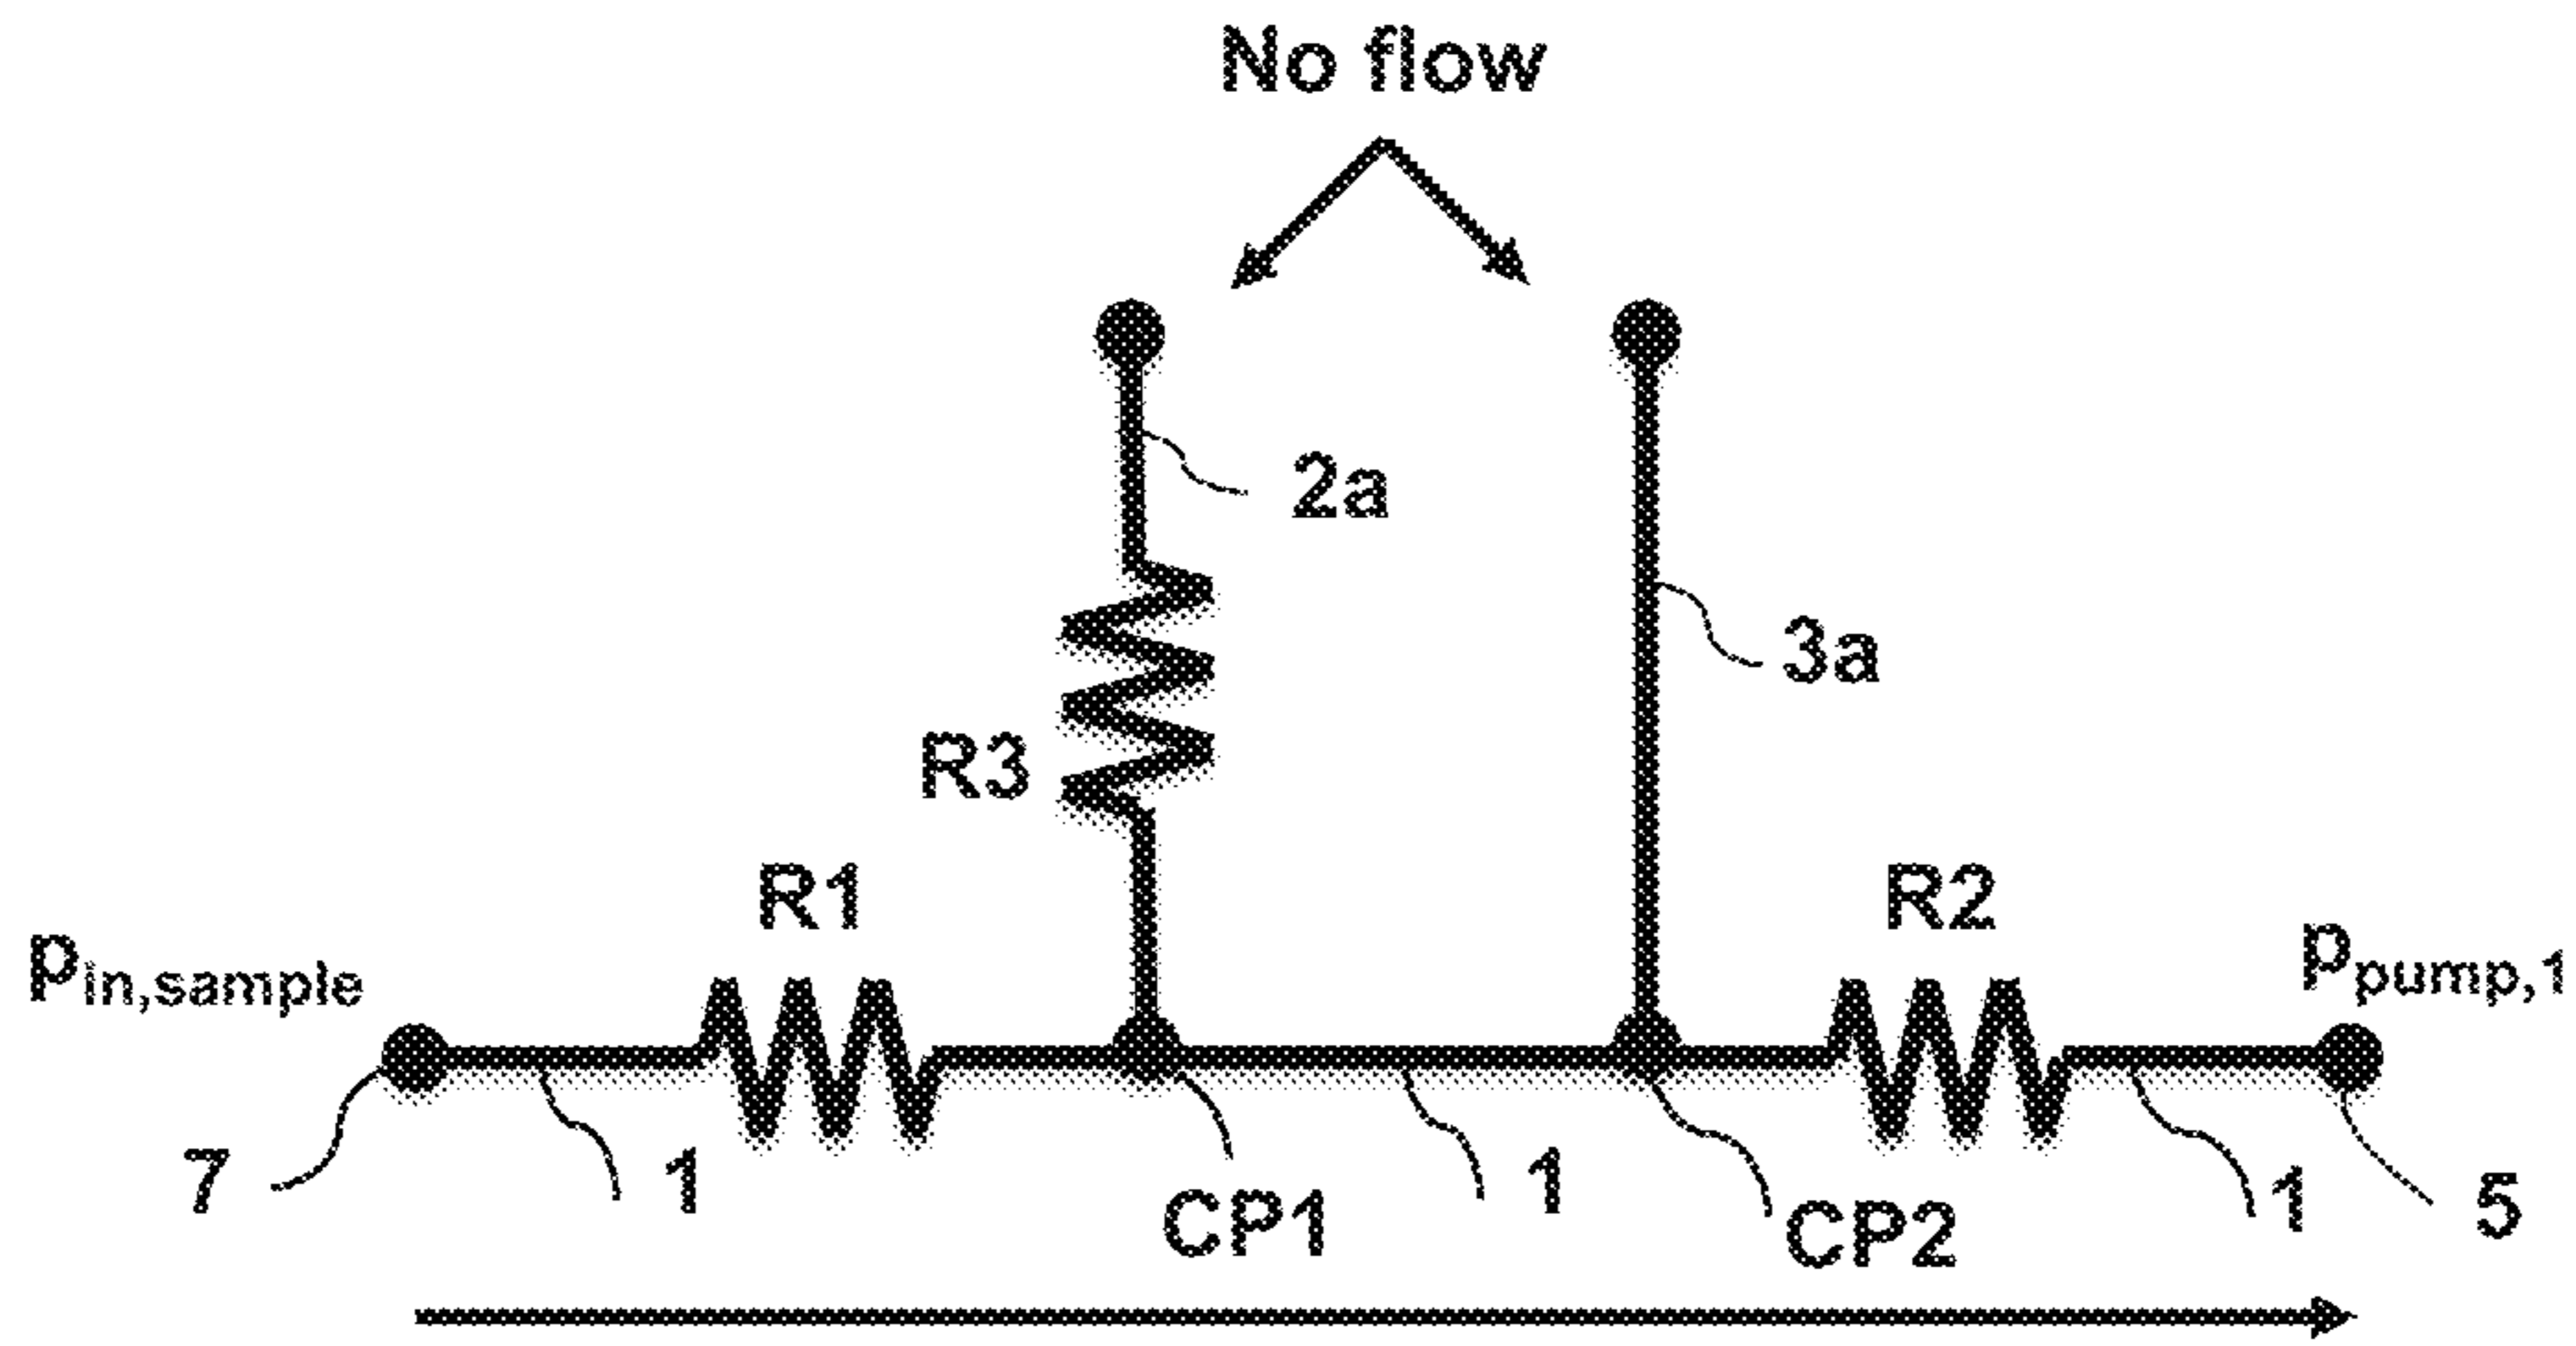 No flow
2a
3a
R3
R1
R2
pin,sample
ppump,1
7
1
CP1
1
CP2
1
5